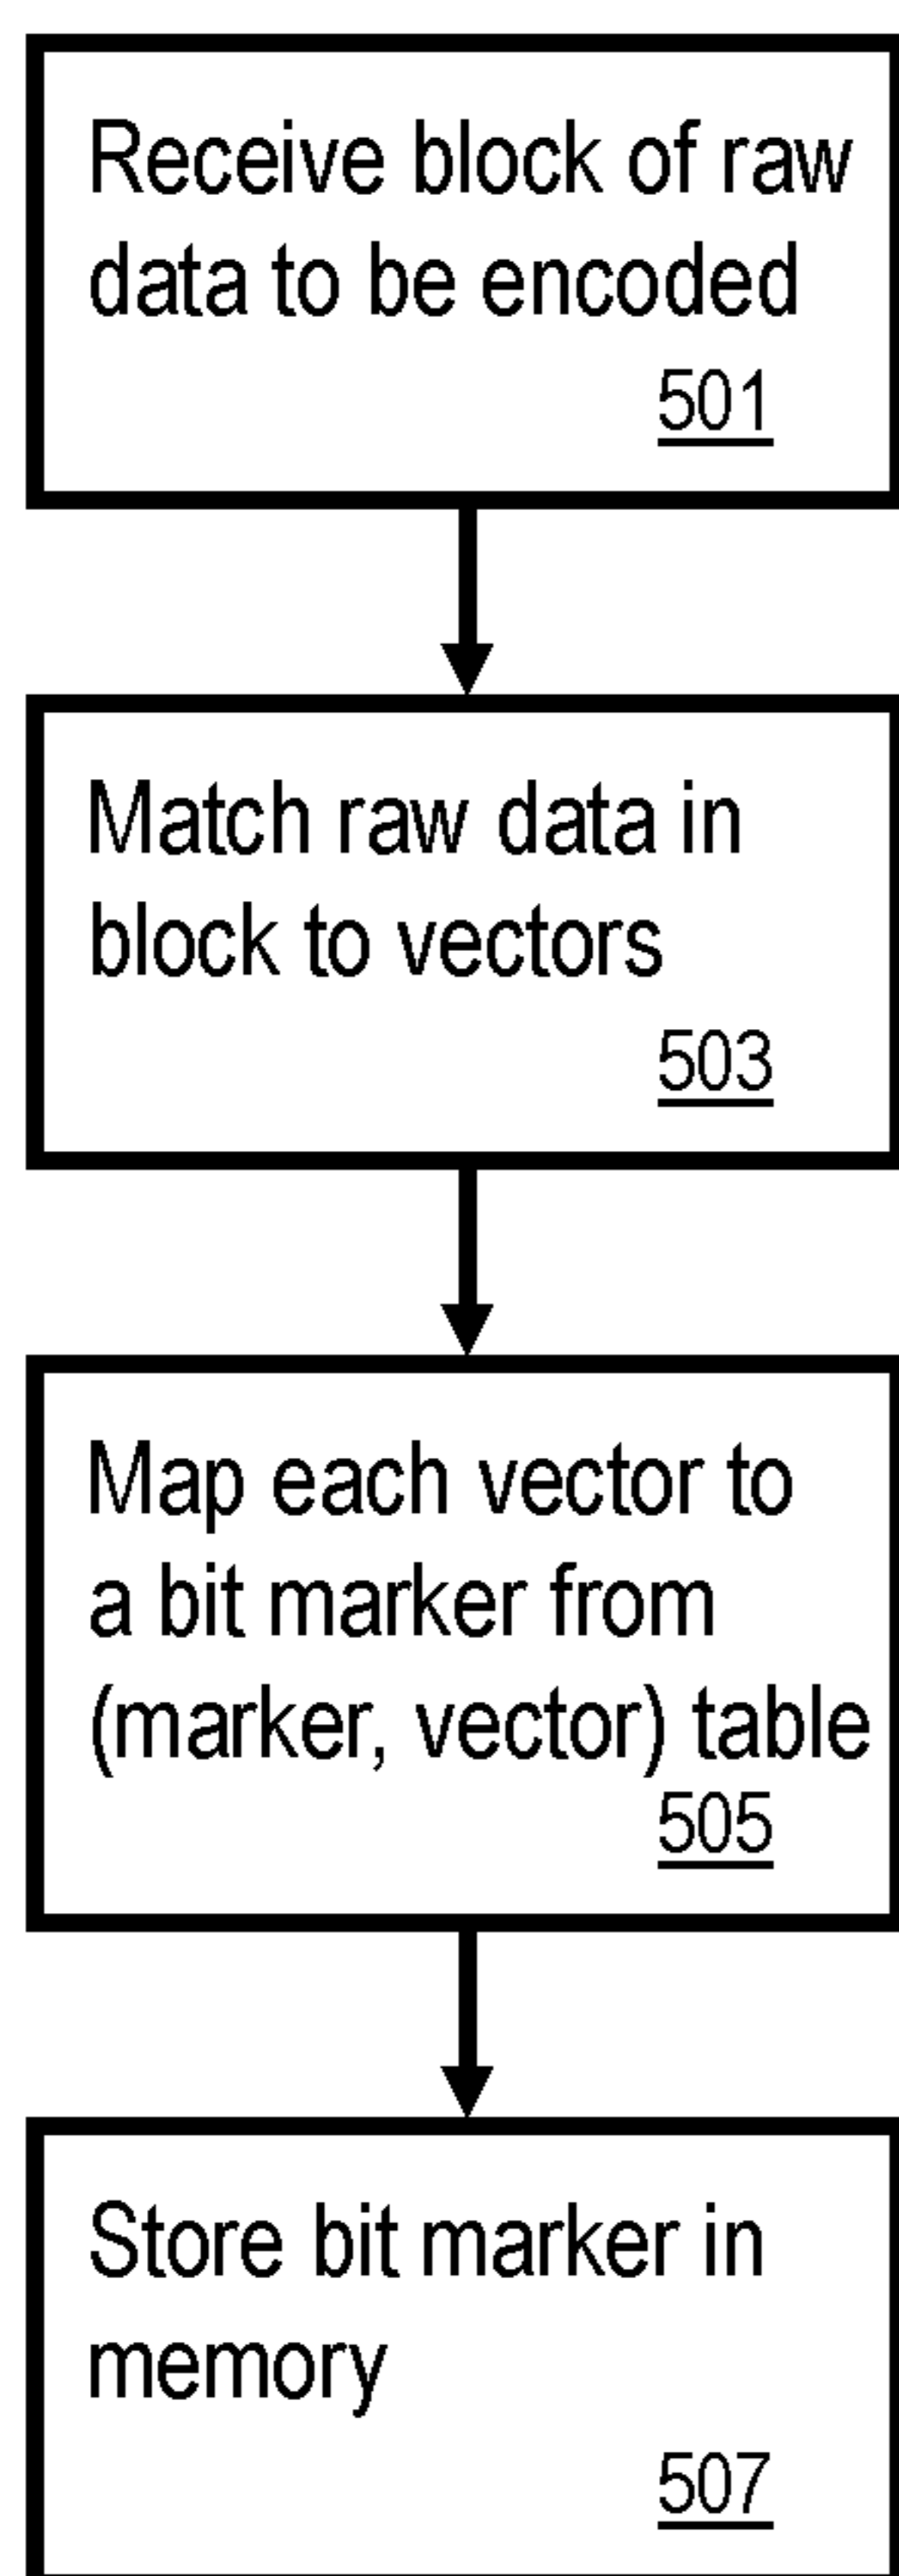 Receive block of raw
data to be encoded
501
Match raw data in
block to vectors
503
Map each vector to
a bit marker from
(marker, vector) table
505
Store bit marker in
memory
507